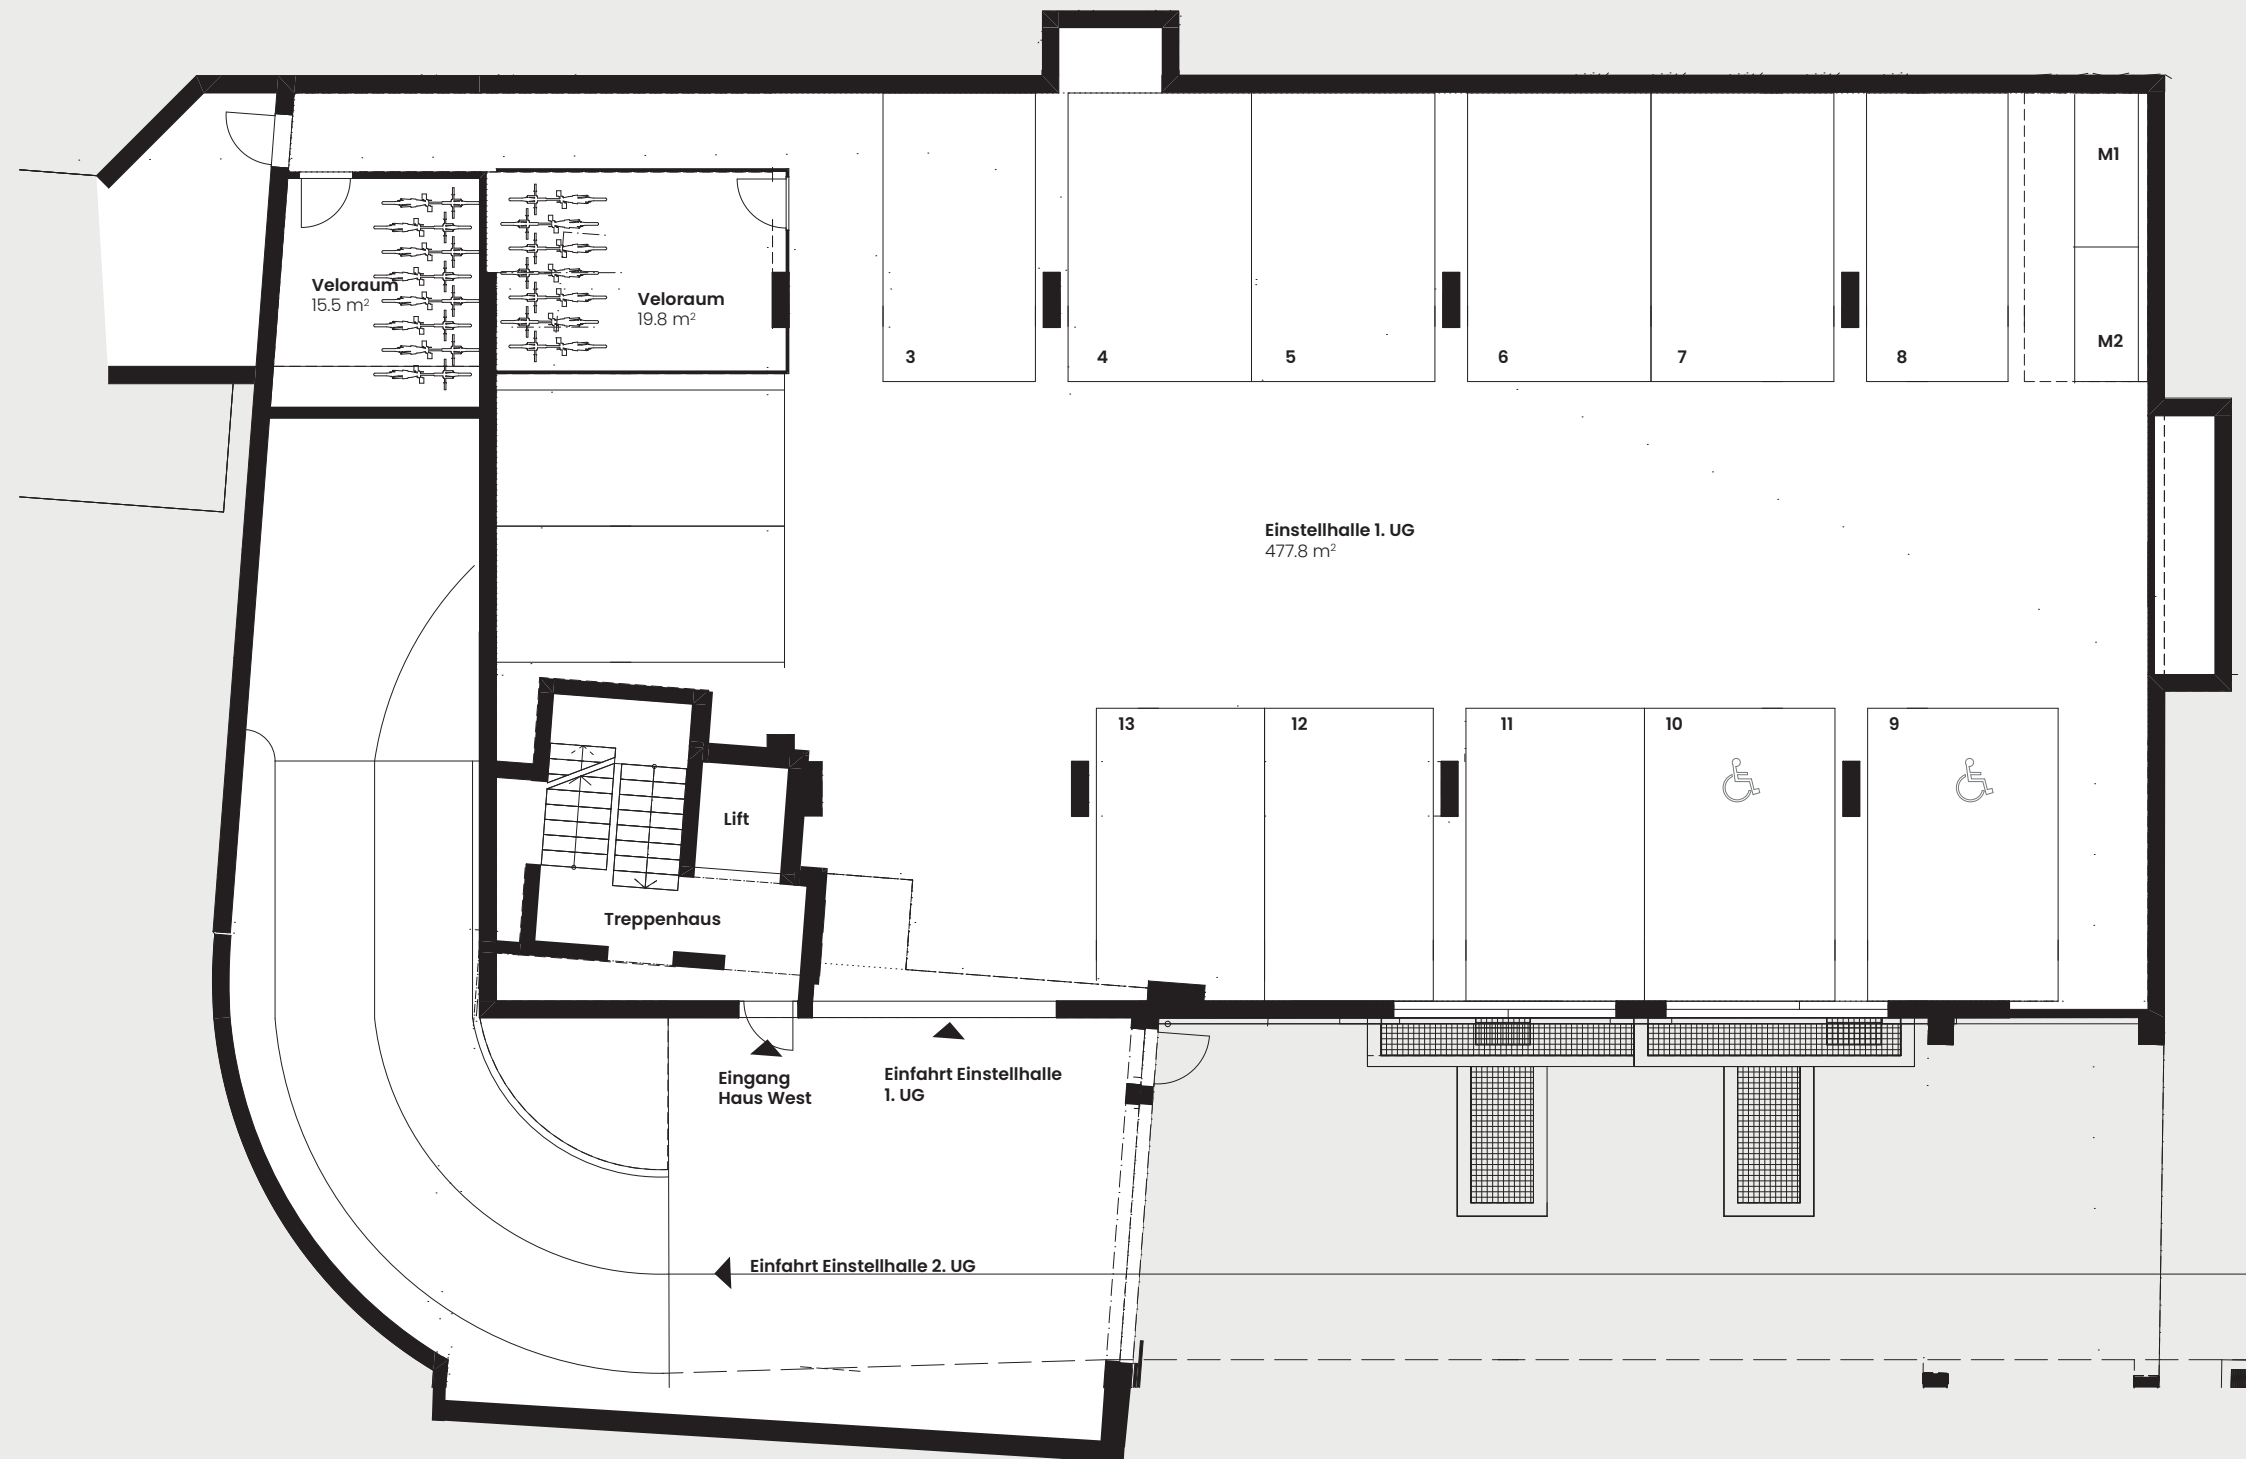 M1
Veloraum
15.5 m²
Veloraum
19.8 m²
3
4
5
6
7
8
M2
Einstellhalle 1. UG
477.8 m²
13
12
11
10
9
Lift
Treppenhaus
Eingang
Haus West
Einfahrt Einstellhalle
1. UG
Einfahrt Einstellhalle 2. UG